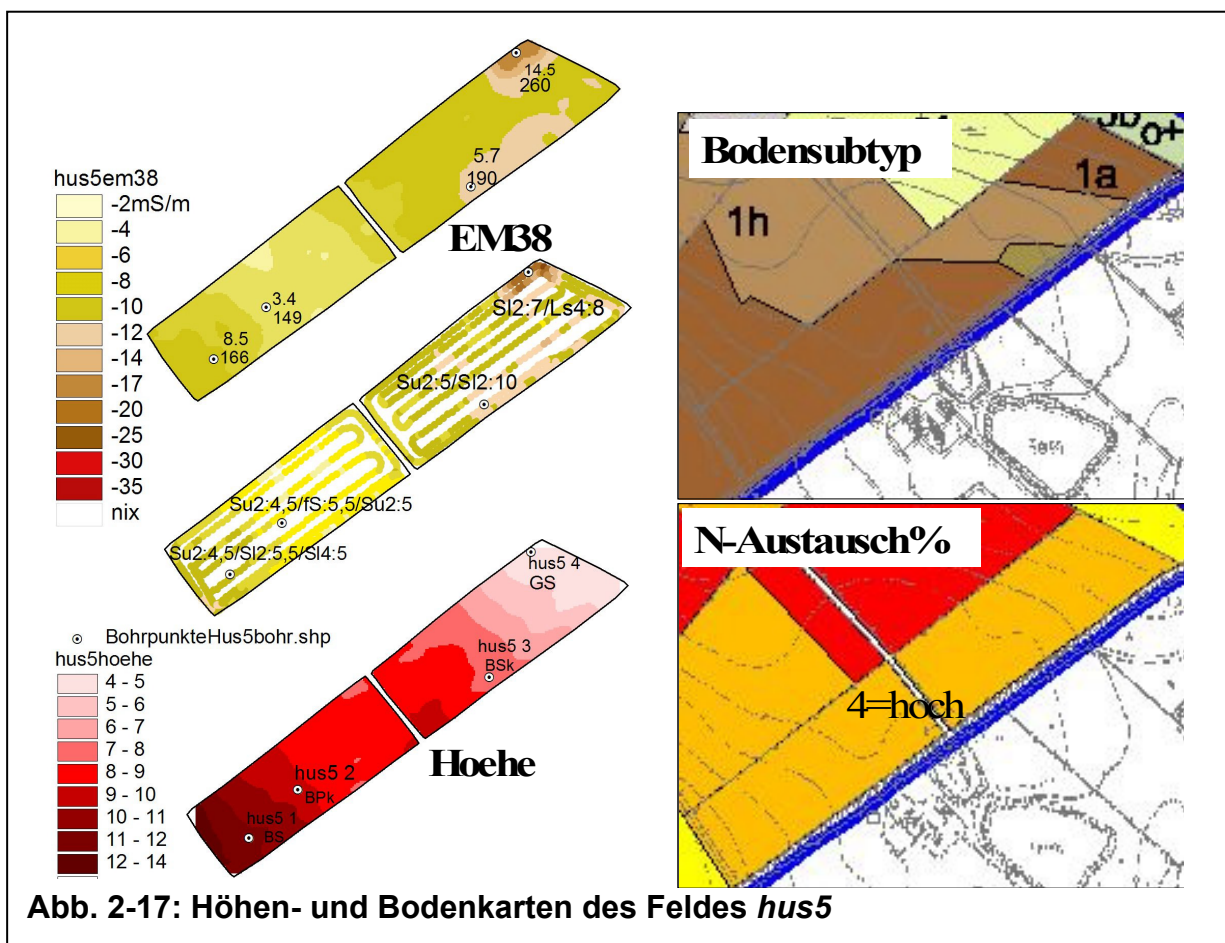 14.5
260
5.7
190
EM38
3.4
149
8.5
166
hus5em38
-2mS/m
-4
-6
-8
-10
-12
-14
-17
-20
-25
-30
-35
nix
Sl2:7/Ls4:8
Su2:5/Sl2:10
Su2:4,5/fS:5,5/Su2:5
Su2:4,5/Sl2:5,5/Sl4:5
BohrpunkteHus5bohr.shp
hus5hoehe
4 - 5
5 - 6
6 - 7
7 - 8
8 - 9
9 - 10
10 - 11
11 - 12
12 - 14
hus5 4
GS
hus5 3
BSk
hus5 2
BPk
hus5 1
BS
Hoehe
Bodensubtyp
1h
1a
N-Austausch%
4=hoch
Abb. 2-17: Höhen- und Bodenkarten des Feldes hus5